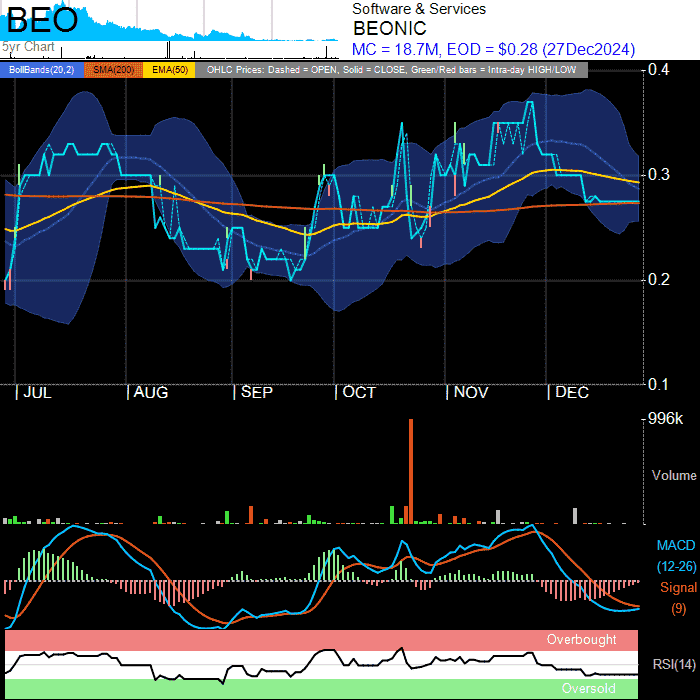 BEO
5yr Chart
Software & Services
BEONIC
MC = 18.7M, EOD = $0.28 (27Dec2024)
BollBands(20,2) SMA(200) EMA(50) OHLC Prices: Dashed = OPEN, Solid = CLOSE, Green/Red bars = Intra-day HIGH/LOW
0.4
0.3
0.2
0.1
JUL AUG SEP OCT NOV DEC
996k
Volume
MACD
(12-26)
Signal
(9)
Overbought
RSI(14)
Oversold